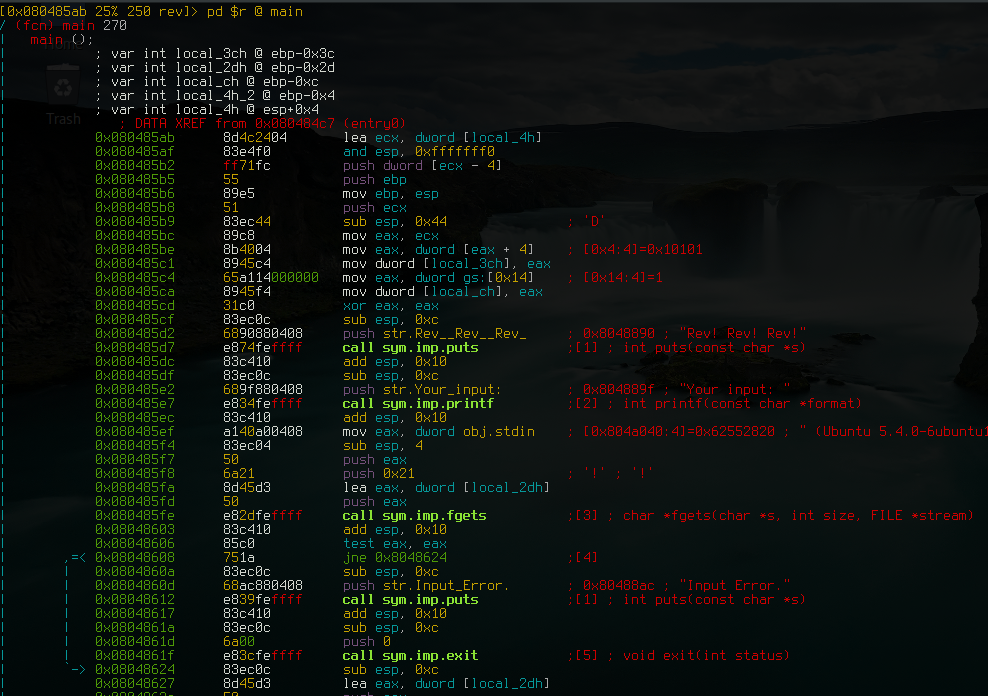 [0x080485ab 25% 250 rev]> pd $r @ main
/ (fcn) main 270
|   main ();
|           ; var int local_3ch @ ebp-0x3c
|           ; var int local_2dh @ ebp-0x2d
|           ; var int local_ch @ ebp-0xc
|           ; var int local_4h_2 @ ebp-0x4
|           ; var int local_4h @ esp+0x4
Trash
|              ; DATA XREF from 0x080484c7 (entry0)
|           0x080485ab      8d4c2404       lea ecx, dword [local_4h]
|           0x080485af      83e4f0         and esp, 0xfffffff0
|           0x080485b2      ff71fc         push dword [ecx - 4]
|           0x080485b5      55             push ebp
|           0x080485b6      89e5           mov ebp, esp
|           0x080485b8      51             push ecx
|           0x080485b9      83ec44         sub esp, 0x44               ; 'D'
|           0x080485bc      89c8           mov eax, ecx
|           0x080485be      8b4004         mov eax, dword [eax + 4]    ; [0x4:4]=0x10101
|           0x080485c1      8945c4         mov dword [local_3ch], eax
|           0x080485c4      65a114000000   mov eax, dword gs:[0x14]    ; [0x14:4]=1
|           0x080485ca      8945f4         mov dword [local_ch], eax
|           0x080485cd      31c0           xor eax, eax
|           0x080485cf      83ec0c         sub esp, 0xc
|           0x080485d2      6890880408     push str.Rev__Rev__Rev_     ; 0x8048890 ; "Rev! Rev! Rev!"
|           0x080485d7      e874feffff     call sym.imp.puts           ;[1] ; int puts(const char *s)
|           0x080485dc      83c410         add esp, 0x10
|           0x080485df      83ec0c         sub esp, 0xc
|           0x080485e2      689f880408     push str.Your_input:        ; 0x804889f ; "Your input: "
|           0x080485e7      e834feffff     call sym.imp.printf         ;[2] ; int printf(const char *format)
|           0x080485ec      83c410         add esp, 0x10
|           0x080485ef      a140a00408     mov eax, dword obj.stdin    ; [0x804a040:4]=0x62552820 ; " (Ubuntu 5.4.0-6ubuntu1
|           0x080485f4      83ec04         sub esp, 4
|           0x080485f7      50             push eax
|           0x080485f8      6a21           push 0x21                   ; '!' ; '!'
|           0x080485fa      8d45d3         lea eax, dword [local_2dh]
|           0x080485fd      50             push eax
|           0x080485fe      e82dfeffff     call sym.imp.fgets          ;[3] ; char *fgets(char *s, int size, FILE *stream)
|           0x08048603      83c410         add esp, 0x10
|           0x08048606      85c0           test eax, eax
|       ,=< 0x08048608      751a           jne 0x8048624               ;[4]
|       |   0x0804860a      83ec0c         sub esp, 0xc
|       |   0x0804860d      68ac880408     push str.Input_Error.       ; 0x80488ac ; "Input Error."
|       |   0x08048612      e839feffff     call sym.imp.puts           ;[1] ; int puts(const char *s)
|       |   0x08048617      83c410         add esp, 0x10
|       |   0x0804861a      83ec0c         sub esp, 0xc
|       |   0x0804861d      6a00           push 0
|       |   0x0804861f      e83cfeffff     call sym.imp.exit           ;[5] ; void exit(int status)
|       `-> 0x08048624      83ec0c         sub esp, 0xc
|           0x08048627      8d45d3         lea eax, dword [local_2dh]